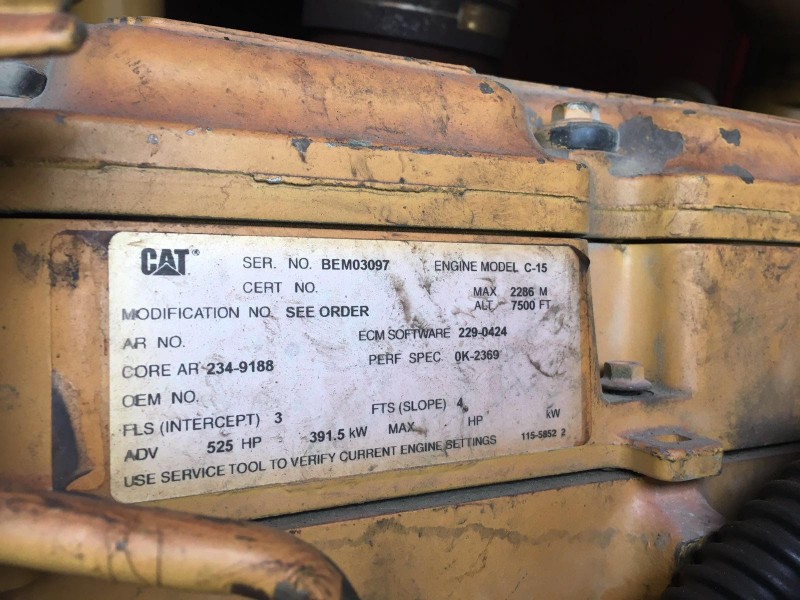 CAT® SER. NO. BEM03097 ENGINE MODEL C-15
CERT NO. MAX 2286 M
MODIFICATION NO. SEE ORDER ALT. 7500 FT
AR NO. ECM SOFTWARE 229-0424
CORE AR 234-9188 PERF SPEC 0K-2369
OEM NO.
FLS (INTERCEPT) 3 FTS (SLOPE) 4
ADV 525 HP 391.5 kW MAX HP kW
USE SERVICE TOOL TO VERIFY CURRENT ENGINE SETTINGS 115-5852 2